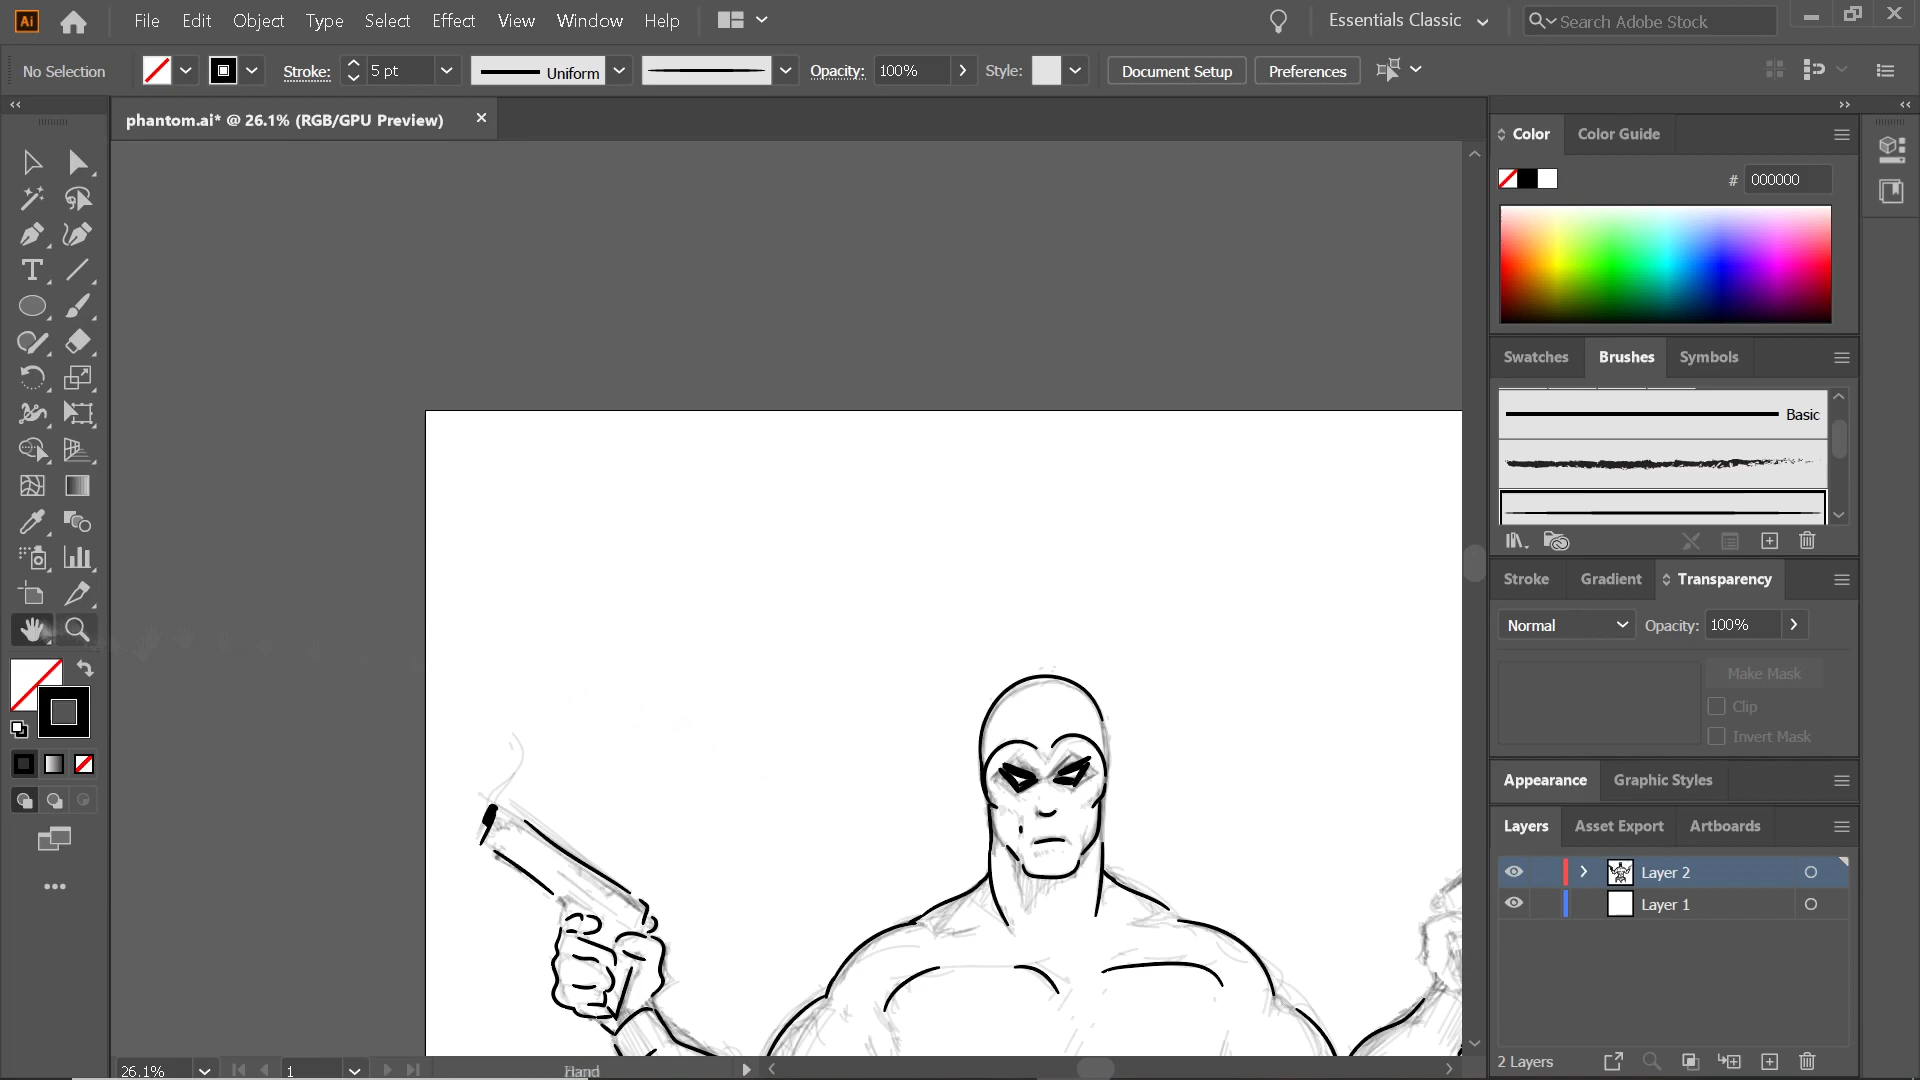 Ai File Edit Object Type Select Effect View Window Help Essentials Classic Search Adobe Stock
No Selection Stroke: 5 pt Uniform Opacity: 100% Style: Document Setup Preferences
phantom.ai* @ 26.1% (RGB/GPU Preview)
Color Color Guide
# 000000
Swatches Brushes Symbols
Basic
Stroke Gradient Transparency
Normal Opacity: 100%
Make Mask
Clip
Invert Mask
Appearance Graphic Styles
Layers Asset Export Artboards
Layer 2
Layer 1
2 Layers
26.1% 1 Hand